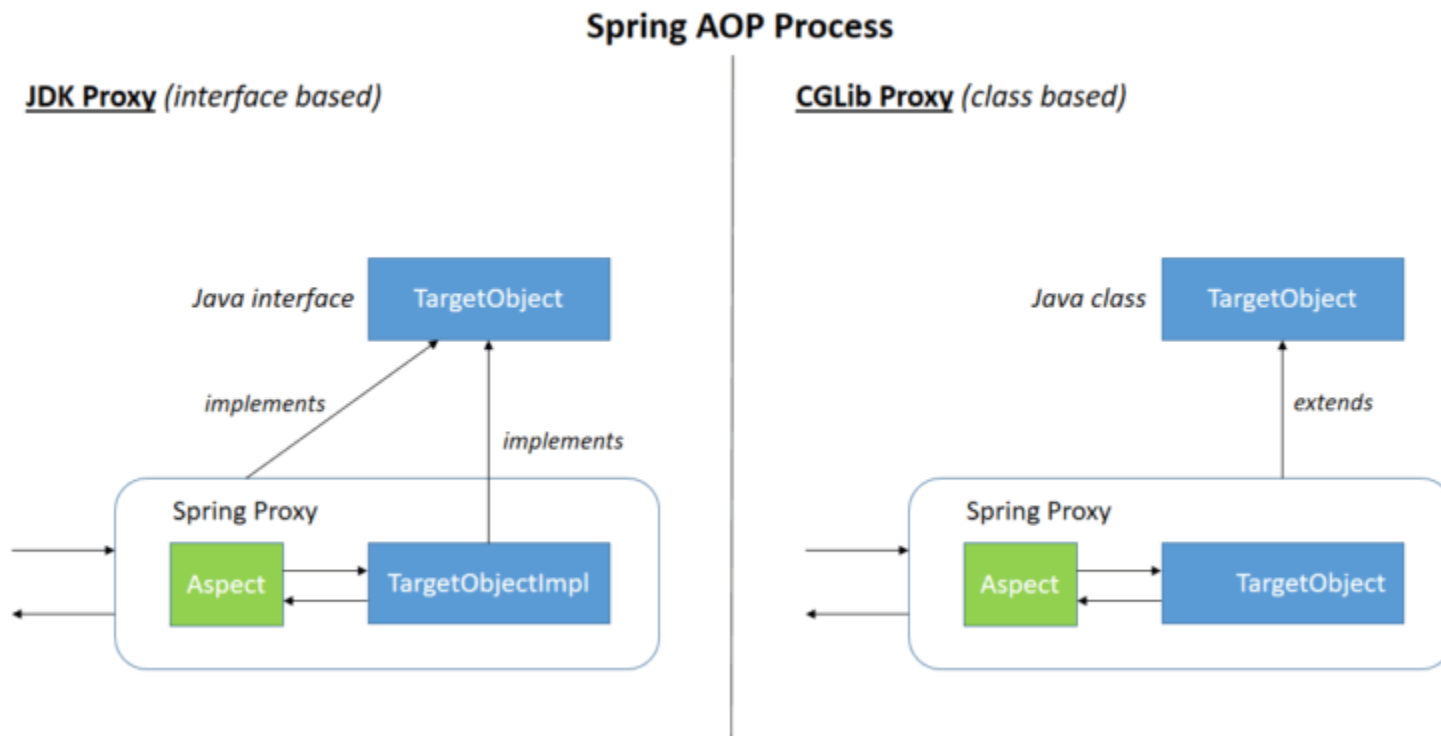 Spring AOP Process
JDK Proxy (interface based)
Java interface
TargetObject
implements
implements
Spring Proxy
Aspect
TargetObjectImpl
CGLib Proxy (class based)
Java class
TargetObject
extends
Spring Proxy
Aspect
TargetObject